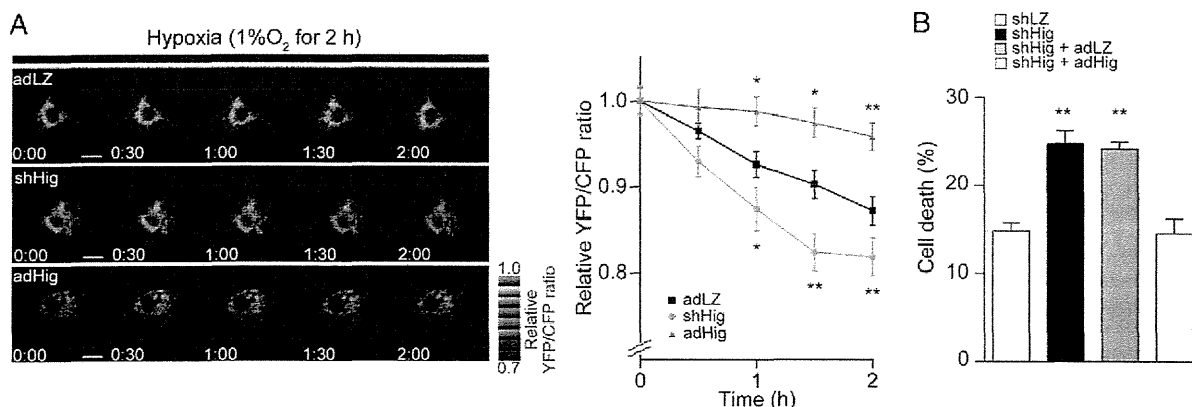 A
Hypoxia (1%O₂ for 2 h)
adLZ
0:00 0:30 1:00 1:30 2:00
shHig
0:00 0:30 1:00 1:30 2:00
adHig
0:00 0:30 1:00 1:30 2:00
1.0
0.7
Relative
YFP/CFP ratio
Relative YFP/CFP ratio
1.0
0.9
0.8
0 1 2
Time (h)
* * **
* ** **
adLZ
shHig
adHig
B
shLZ
shHig
shHig + adLZ
shHig + adHig
Cell death (%)
30
20
10
0
** **